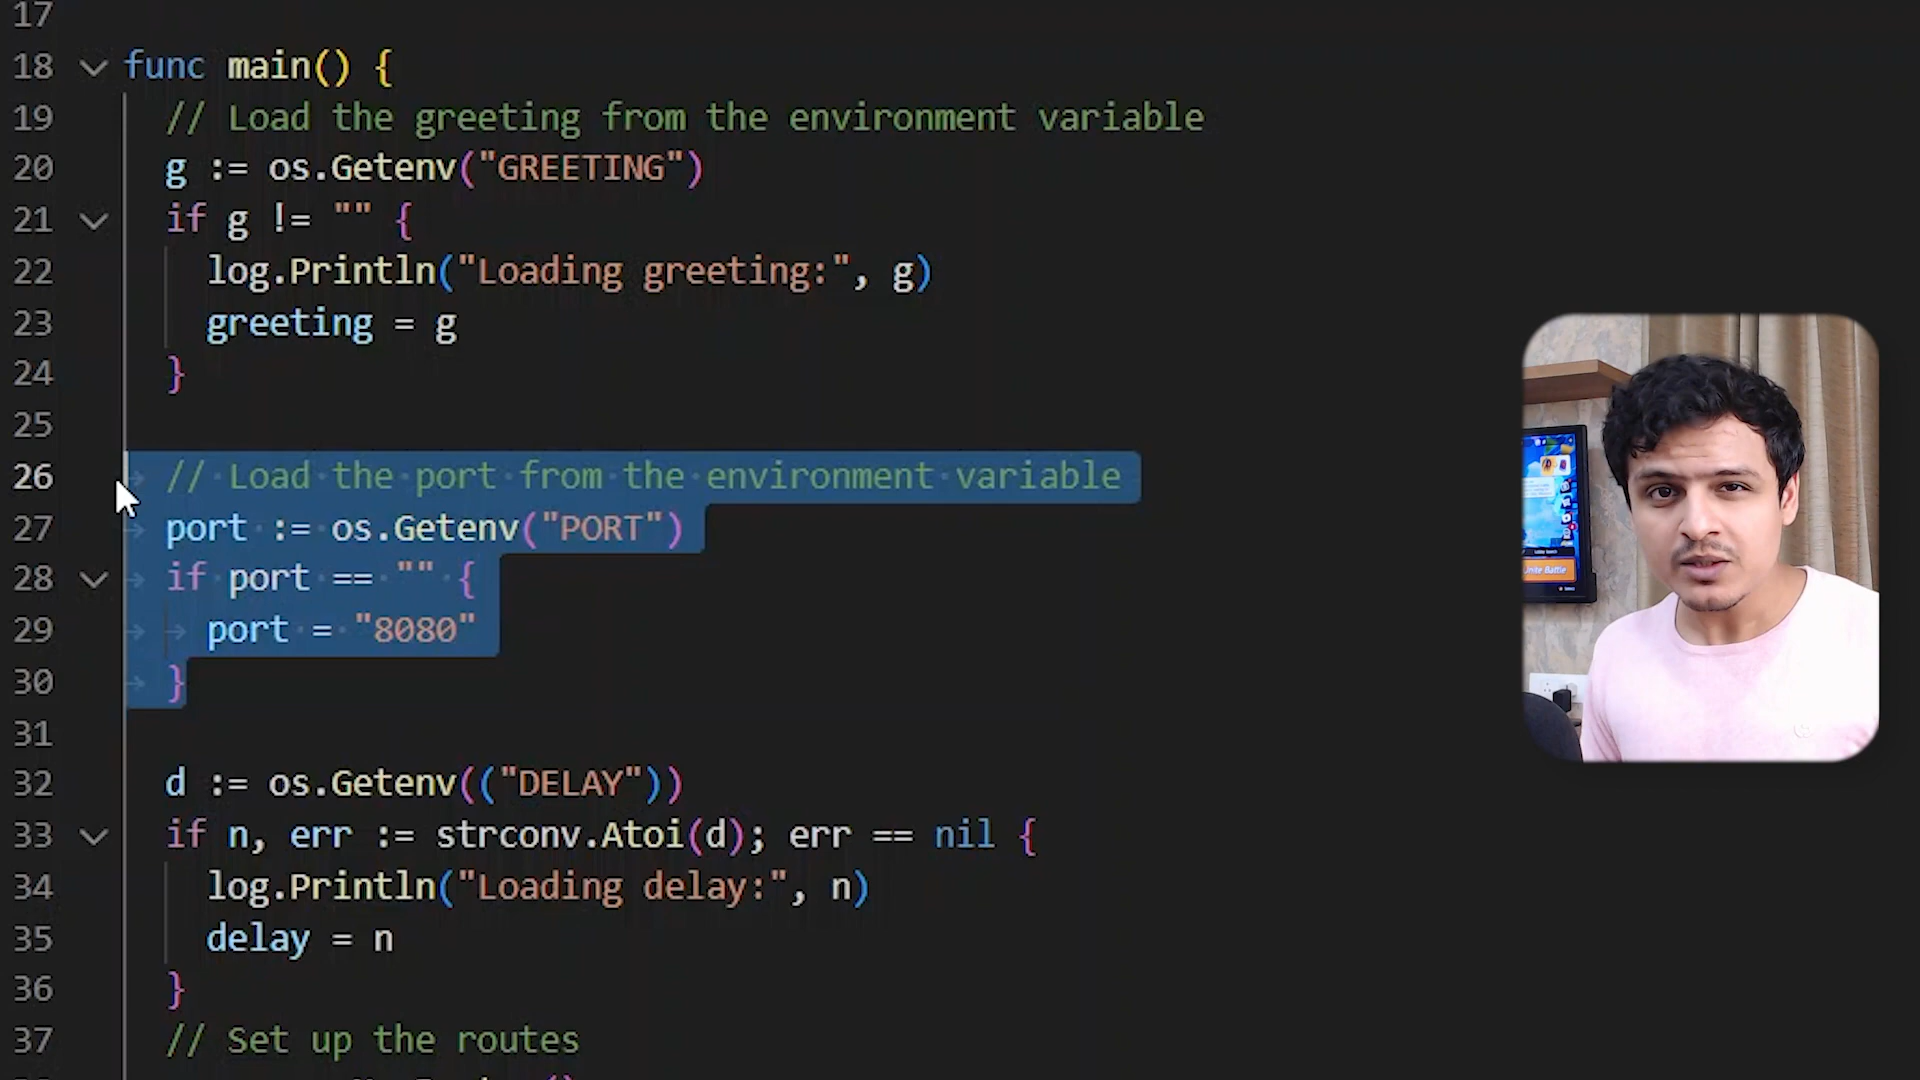 17
18 func main() {
19 // Load the greeting from the environment variable
20 g := os.Getenv("GREETING")
21 if g != "" {
22 log.Println("Loading greeting:", g)
23 greeting = g
24 }
25
26 // Load the port from the environment variable
27 port := os.Getenv("PORT")
28 if port == "" {
29 port = "8080"
30 }
31
32 d := os.Getenv(("DELAY"))
33 if n, err := strconv.Atoi(d); err == nil {
34 log.Println("Loading delay:", n)
35 delay = n
36 }
37 // Set up the routes
Unite Battle